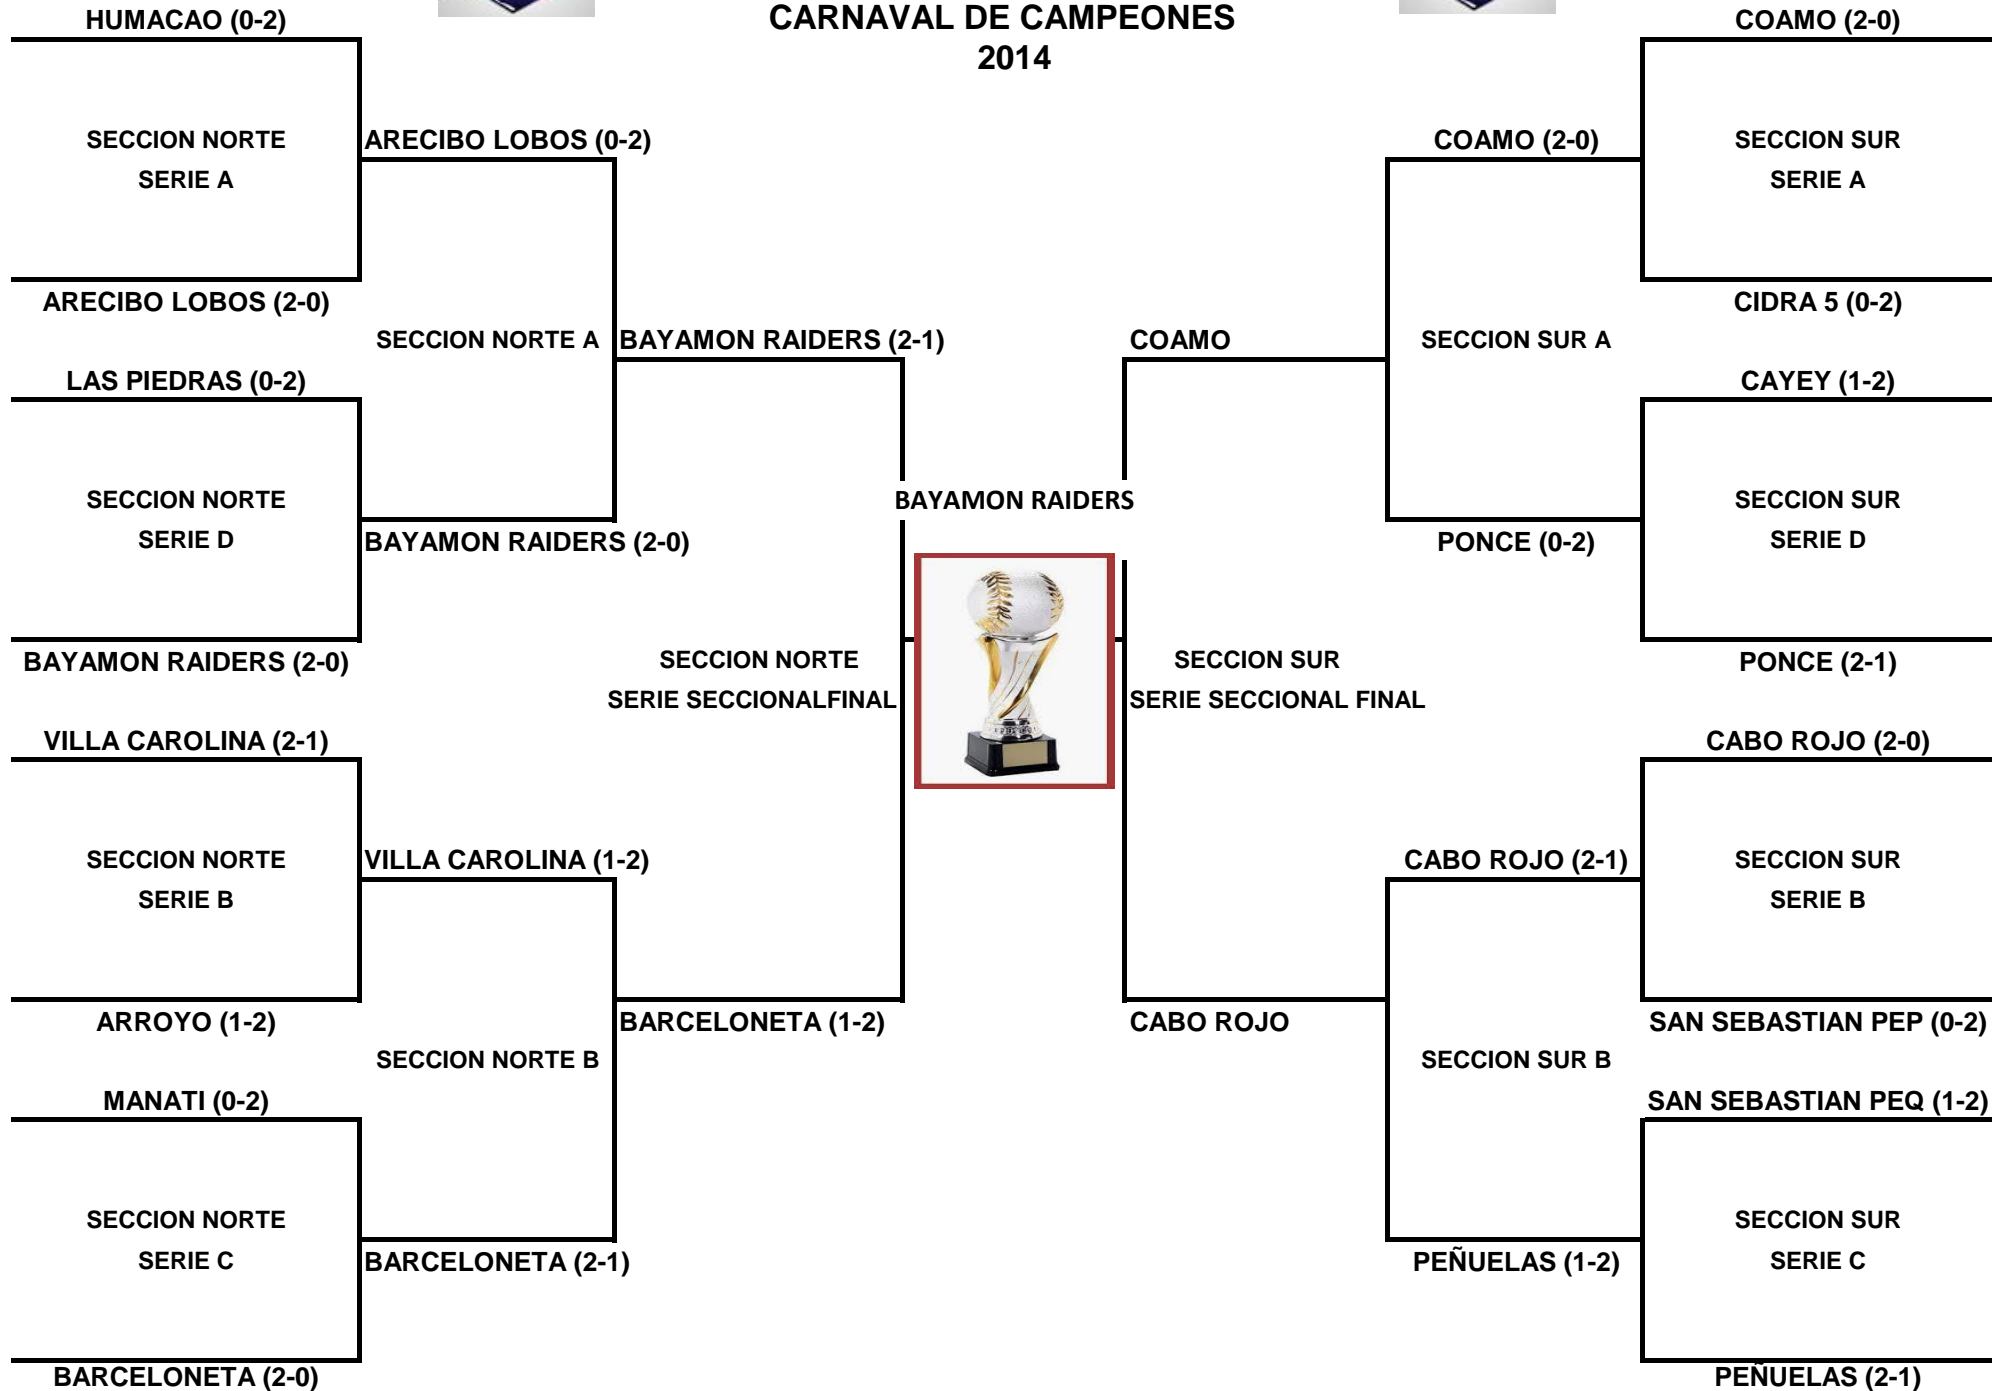 CARNAVAL DE CAMPEONES
2014
HUMACAO (0-2)
SECCION NORTE
SERIE A
ARECIBO LOBOS (2-0)
LAS PIEDRAS (0-2)
SECCION NORTE
SERIE D
BAYAMON RAIDERS (2-0)
VILLA CAROLINA (2-1)
SECCION NORTE
SERIE B
ARROYO (1-2)
MANATI (0-2)
SECCION NORTE
SERIE C
BARCELONETA (2-0)
ARECIBO LOBOS (0-2)
SECCION NORTE A
BAYAMON RAIDERS (2-0)
VILLA CAROLINA (1-2)
SECCION NORTE B
BARCELONETA (2-1)
BAYAMON RAIDERS (2-1)
SECCION NORTE
SERIE SECCIONALFINAL
BARCELONETA (1-2)
BAYAMON RAIDERS
COAMO
SECCION SUR
SERIE SECCIONAL FINAL
CABO ROJO
COAMO (2-0)
SECCION SUR A
PONCE (0-2)
CABO ROJO (2-1)
SECCION SUR B
PEÑUELAS (1-2)
COAMO (2-0)
SECCION SUR
SERIE A
CIDRA 5 (0-2)
CAYEY (1-2)
SECCION SUR
SERIE D
PONCE (2-1)
CABO ROJO (2-0)
SECCION SUR
SERIE B
SAN SEBASTIAN PEP (0-2)
SAN SEBASTIAN PEQ (1-2)
SECCION SUR
SERIE C
PEÑUELAS (2-1)